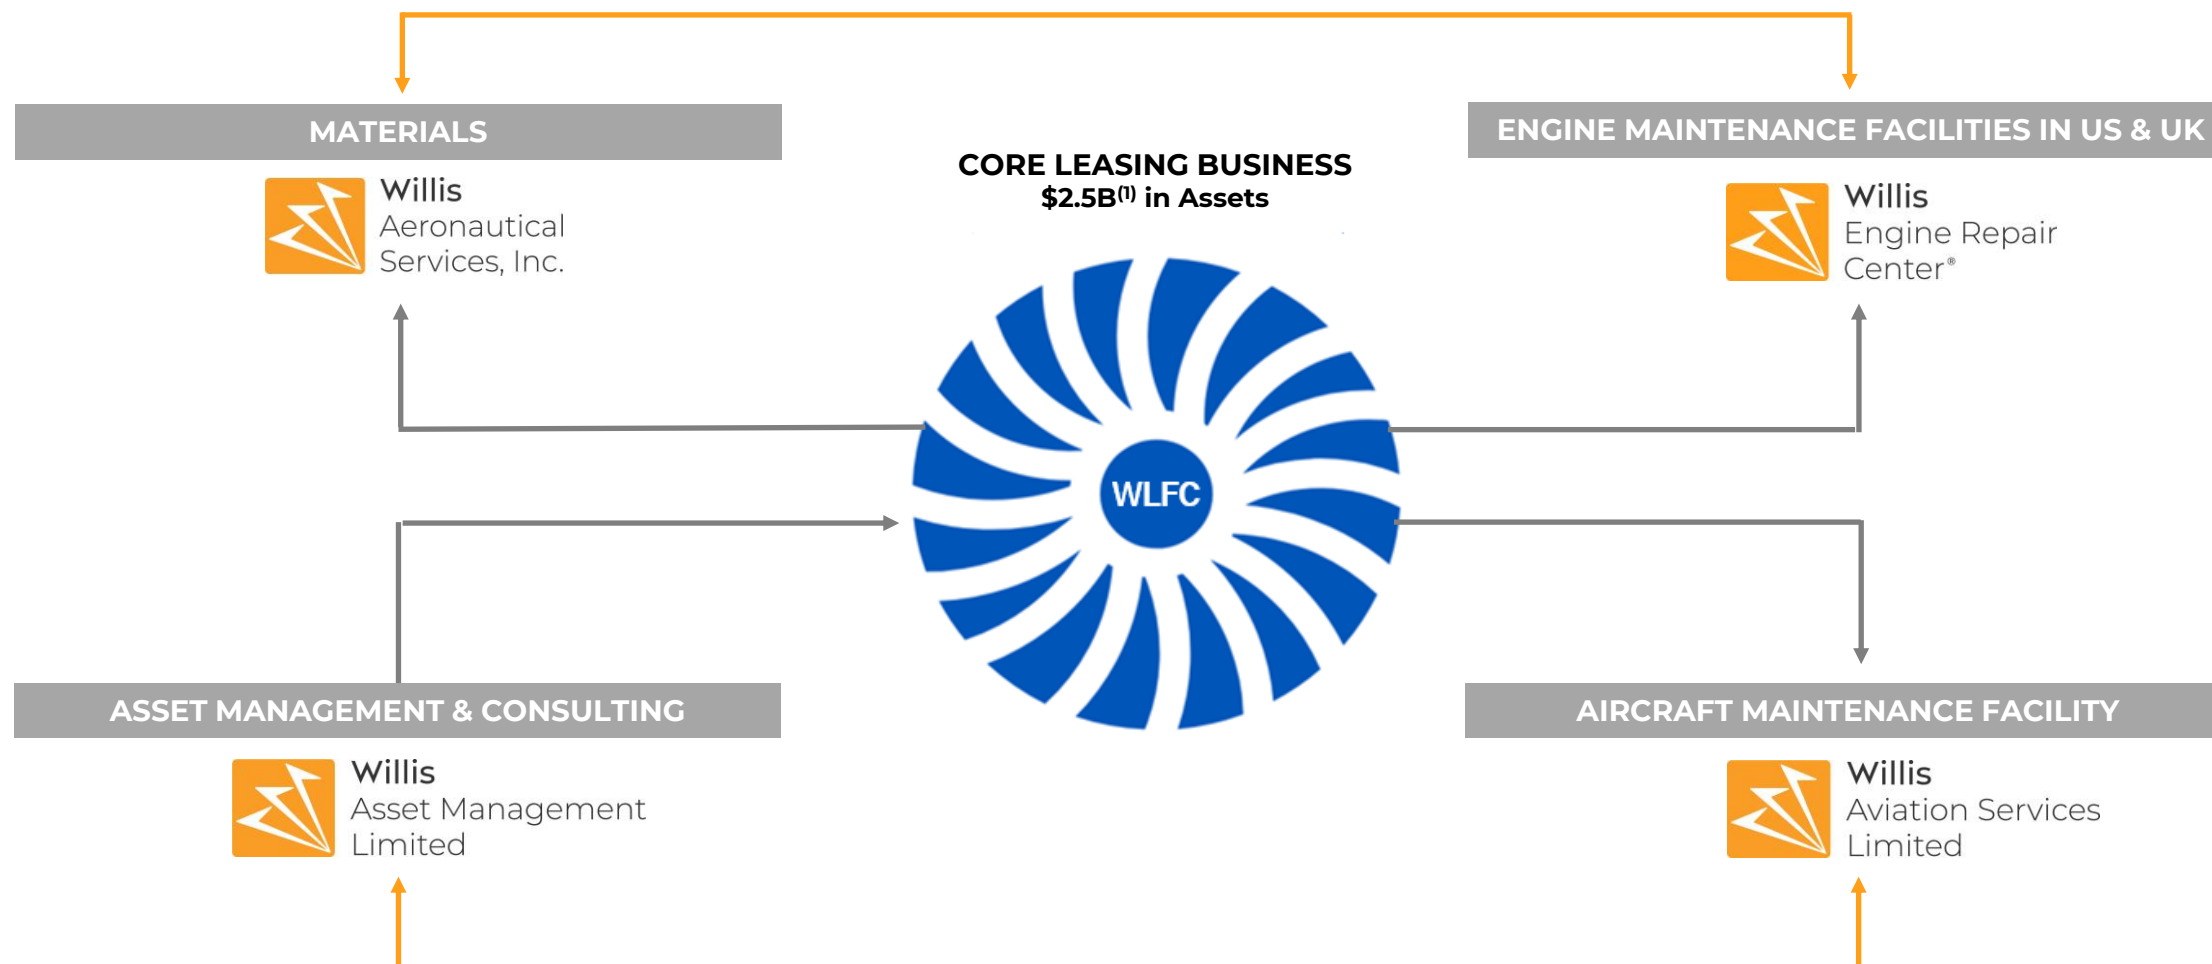 MATERIALS
Willis
Aeronautical
Services, Inc.
CORE LEASING BUSINESS
$2.5B(1) in Assets
ENGINE MAINTENANCE FACILITIES IN US & UK
Willis
Engine Repair
Center®
WLFC
ASSET MANAGEMENT & CONSULTING
Willis
Asset Management
Limited
AIRCRAFT MAINTENANCE FACILITY
Willis
Aviation Services
Limited